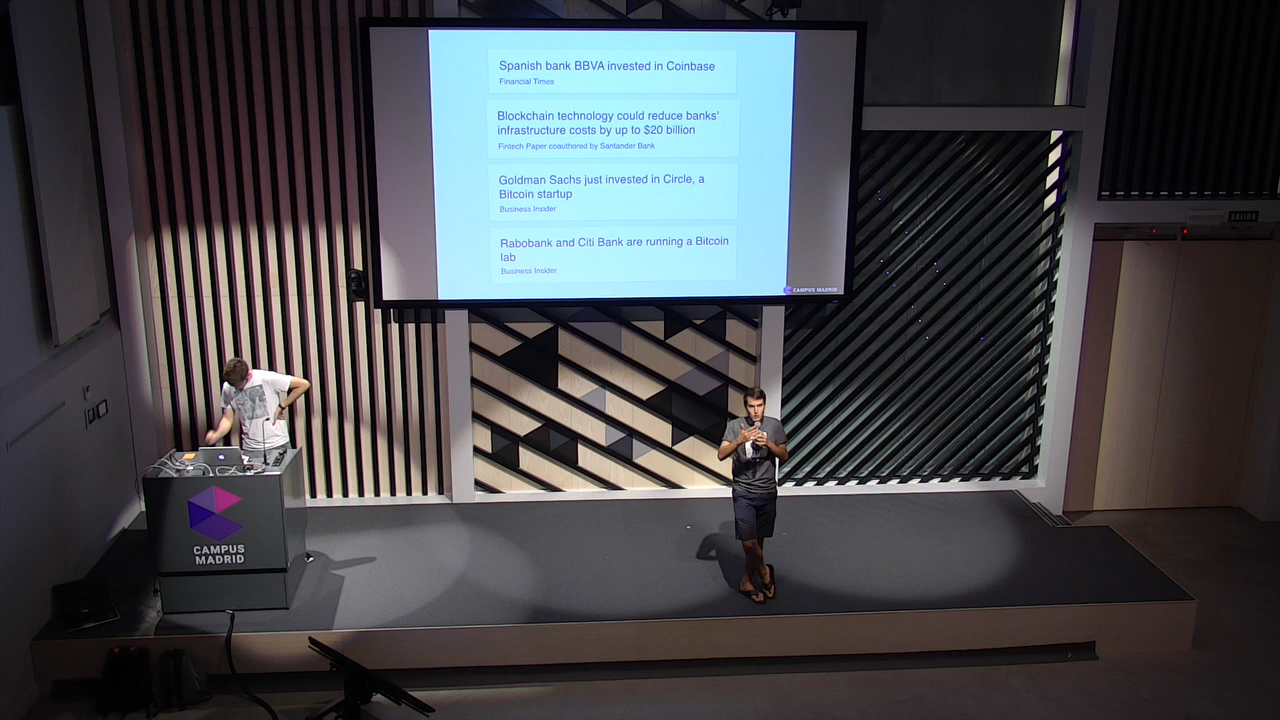 Spanish bank BBVA invested in Coinbase
Financial Times
Blockchain technology could reduce banks'
infrastructure costs by up to $20 billion
Fintech Paper coauthored by Santander Bank
Goldman Sachs just invested in Circle, a
Bitcoin startup
Business Insider
Rabobank and Citi Bank are running a Bitcoin
lab
Business Insider
CAMPUS MADRID
SALIDA
CAMPUS
MADRID